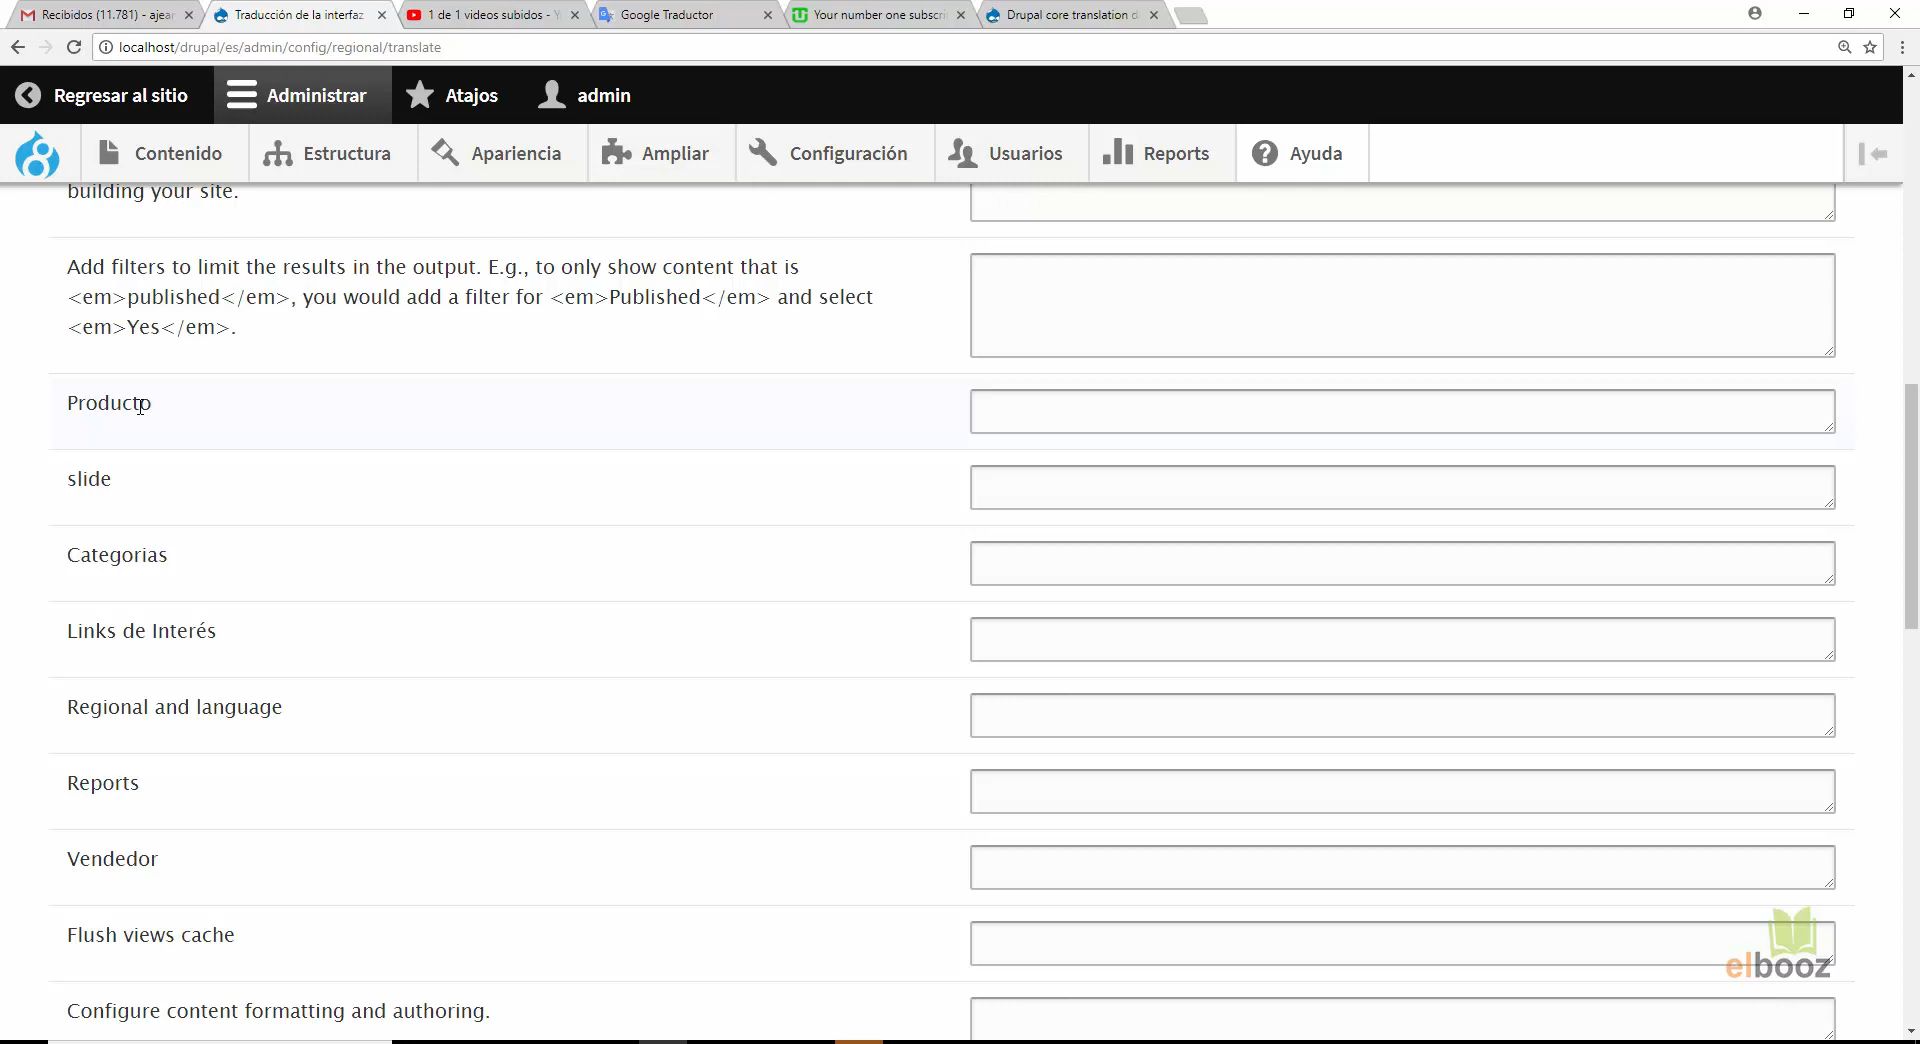 Recibidos (11.781) - ajear
Traducción de la interfaz
1 de 1 videos subidos - Y
Google Traductor
Your number one subscri
Drupal core translation d
localhost/drupal/es/admin/config/regional/translate
Regresar al sitio
Administrar
Atajos
admin
Contenido
Estructura
Apariencia
Ampliar
Configuración
Usuarios
Reports
Ayuda
building your site.
Add filters to limit the results in the output. E.g., to only show content that is
<em>published</em>, you would add a filter for <em>Published</em> and select
<em>Yes</em>.
Producto
slide
Categorias
Links de Interés
Regional and language
Reports
Vendedor
Flush views cache
elbooz
Configure content formatting and authoring.